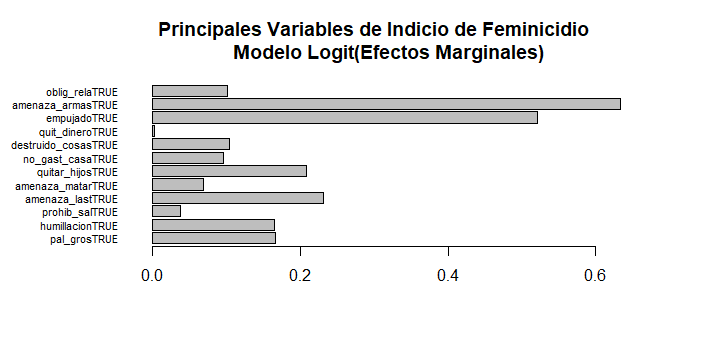 Principales Variables de Indicio de Feminicidio
Modelo Logit(Efectos Marginales)
oblig_relaTRUE
amenaza_armasTRUE
empujadoTRUE
quit_dineroTRUE
destruido_cosasTRUE
no_gast_casaTRUE
quitar_hijosTRUE
amenaza_matarTRUE
amenaza_lastTRUE
prohib_salTRUE
humillacionTRUE
pal_grosTRUE
0.0 0.2 0.4 0.6